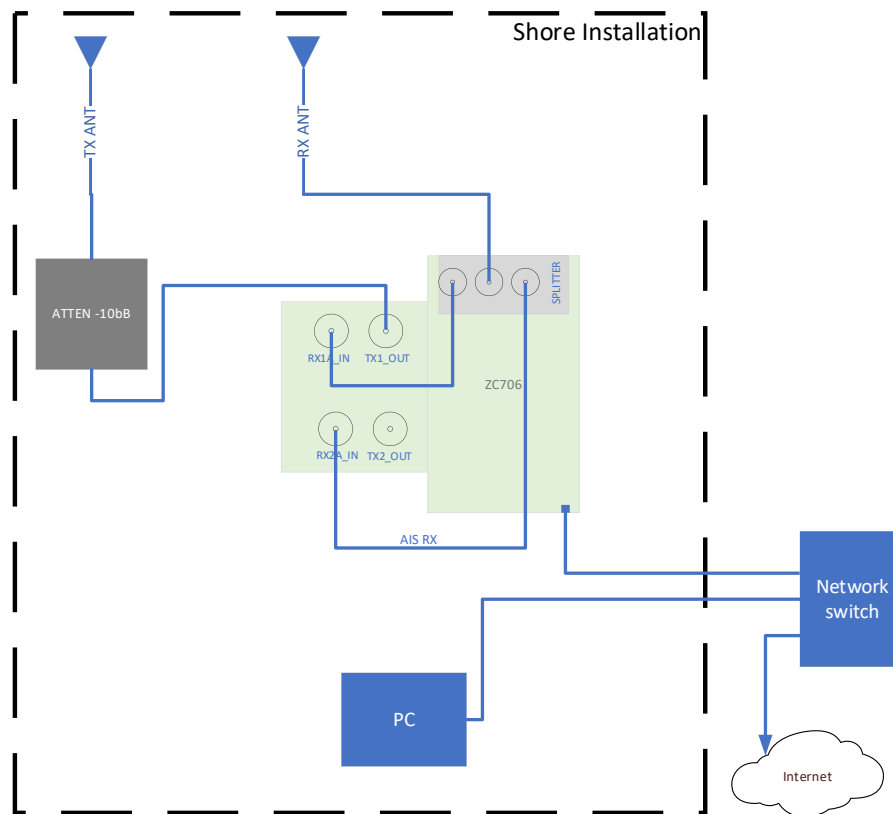 Shore Installation
TX ANT
RX ANT
SPLITTER
ATTEN -10bB
RX1A_IN
TX1_OUT
ZC706
RX2A_IN
TX2_OUT
AIS RX
Network
switch
PC
Internet